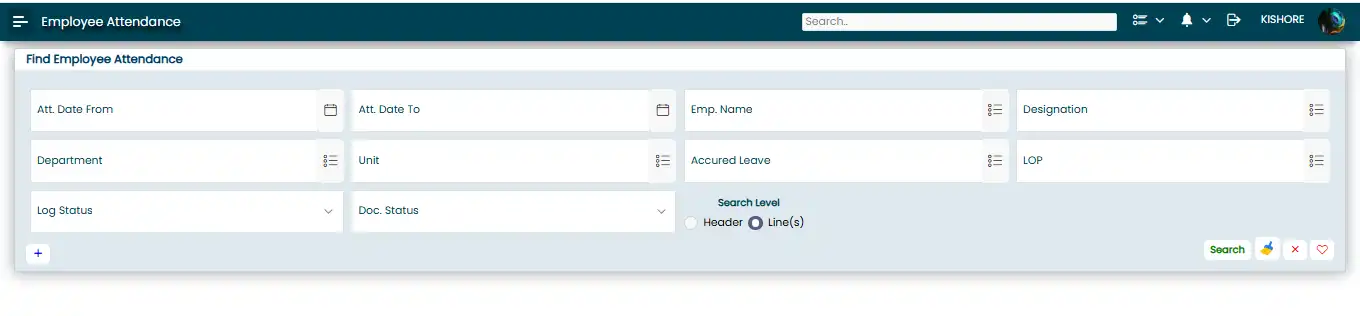 Employee Attendance
Search..
KISHORE
Find Employee Attendance
Att. Date From
Att. Date To
Emp. Name
Designation
Department
Unit
Accured Leave
LOP
Log Status
Doc. Status
Search Level
Header
Line(s)
+
Search